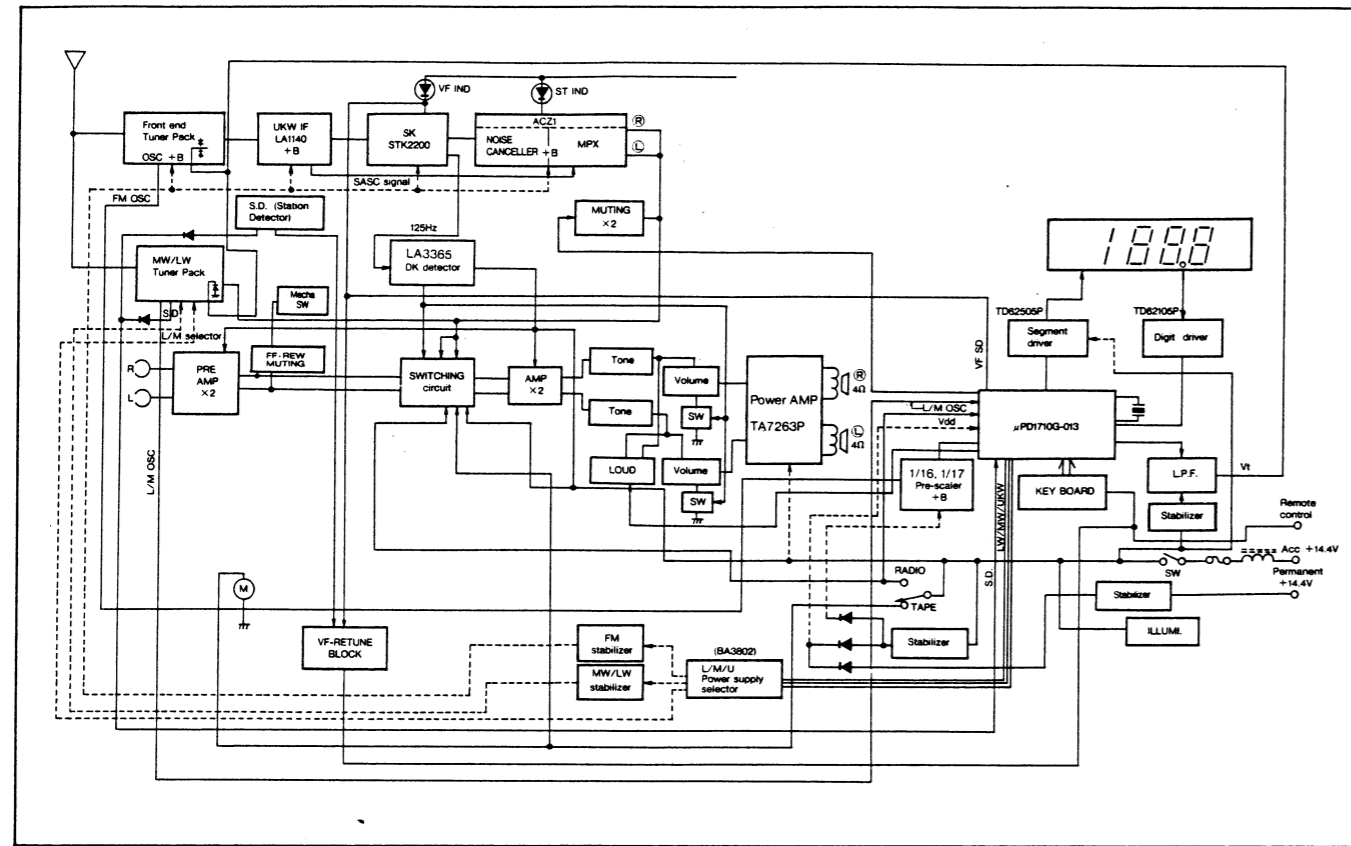 VF IND
ST IND
Front end
Tuner Pack
OSC +B
UKW IF
LA1140
+B
SK
STK2200
ACZ1
NOISE
CANCELLER
+B
MPX
R
L
SASC signal
FM OSC
S.D. (Station
Detector)
MUTING
×2
125Hz
LA3365
DK detector
188.8
MW/LW
Tuner Pack
S.D
L/M selector
Mecha
SW
TD62505P
Segment
driver
TD62105P
Digit driver
VF SD
R
L
PRE
AMP
×2
FF-REW
MUTING
SWITCHING
circuit
AMP
×2
Tone
Tone
Volume
SW
LOUD
Volume
SW
Power AMP
TA7263P
R
4Ω
L
4Ω
L/M OSC
Vdd
μPD1710G-013
1/16, 1/17
Pre-scaler
+B
KEY BOARD
L.P.F.
Vt
Stabilizer
Remote
control
L/M OSC
LW/MW/UKW
S.D.
SW
Acc +14.4V
Permanent
+14.4V
RADIO
TAPE
Stabilizer
Stabilizer
ILLUMI.
M
VF-RETUNE
BLOCK
FM
stabilizer
MW/LW
stabilizer
(BA3802)
L/M/U
Power supply
selector